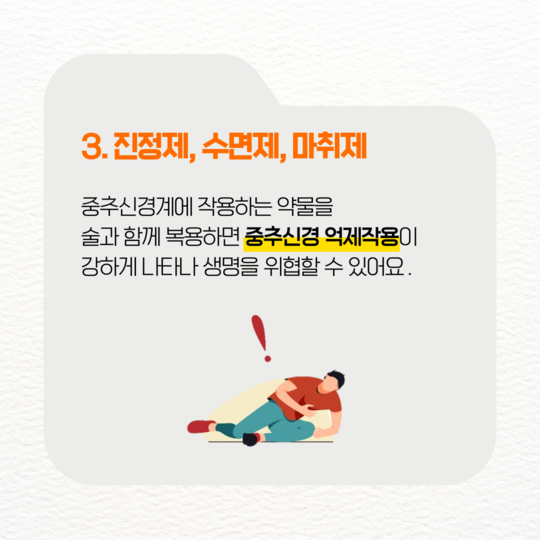 3. 진정제, 수면제, 마취제
중추신경계에 작용하는 약물을
술과 함께 복용하면 중추신경 억제작용이
강하게 나타나 생명을 위협할 수 있어요.